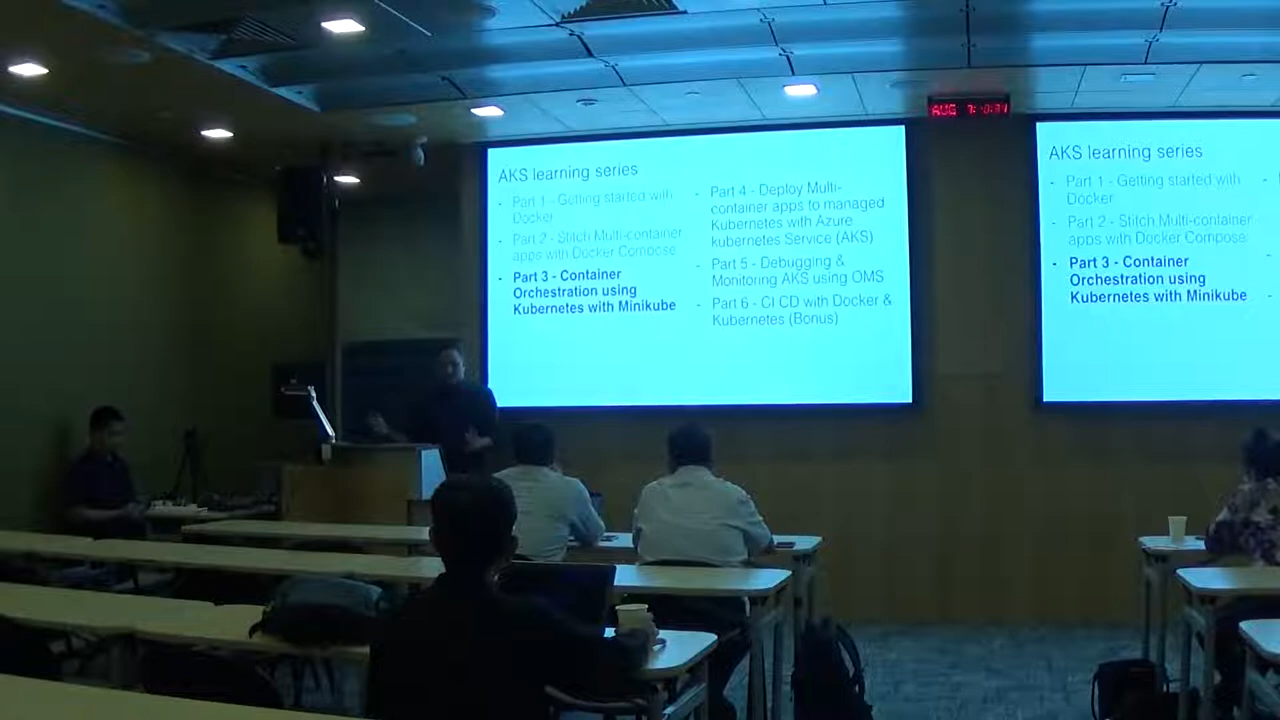 AUG 7:0:31
AKS learning series
- Part 1 - Getting started with
Docker
- Part 2 - Stitch Multi-container
apps with Docker Compose
- Part 3 - Container
Orchestration using
Kubernetes with Minikube
- Part 4 - Deploy Multi-
container apps to managed
Kubernetes with Azure
kubernetes Service (AKS)
- Part 5 - Debugging &
Monitoring AKS using OMS
- Part 6 - CI CD with Docker &
Kubernetes (Bonus)
AKS learning series
- Part 1 - Getting started with
Docker
- Part 2 - Stitch Multi-container
apps with Docker Compose
- Part 3 - Container
Orchestration using
Kubernetes with Minikube